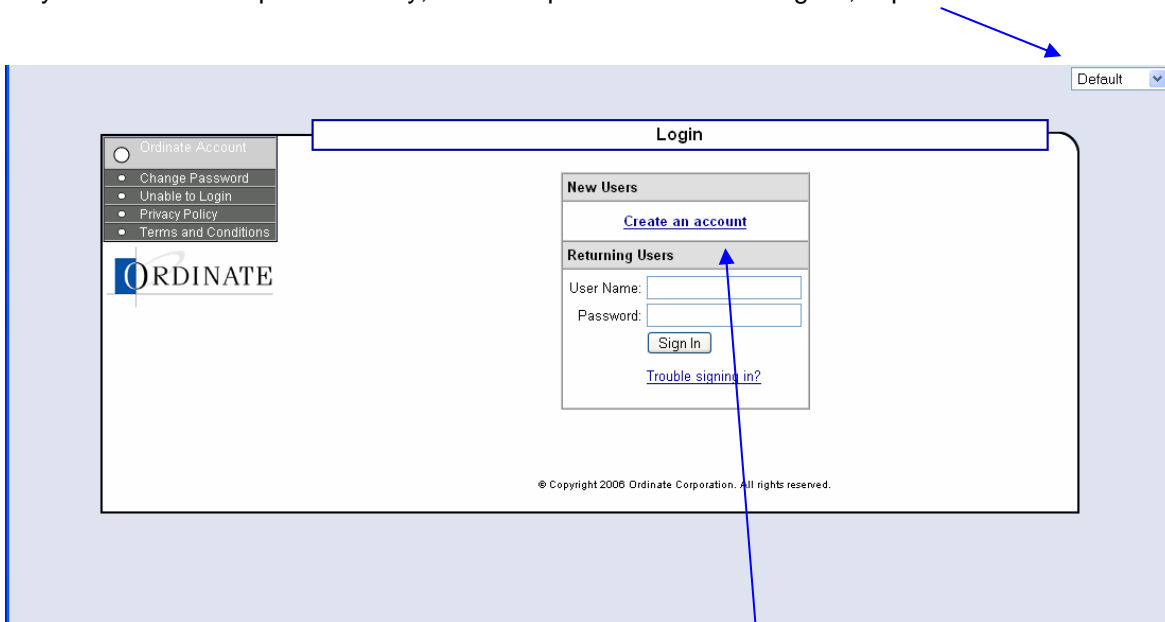 Default
Login
Ordinate Account
Change Password
Unable to Login
Privacy Policy
Terms and Conditions
ORDINATE
New Users
Create an account
Returning Users
User Name:
Password:
Sign In
Trouble signing in?
© Copyright 2006 Ordinate Corporation. All rights reserved.